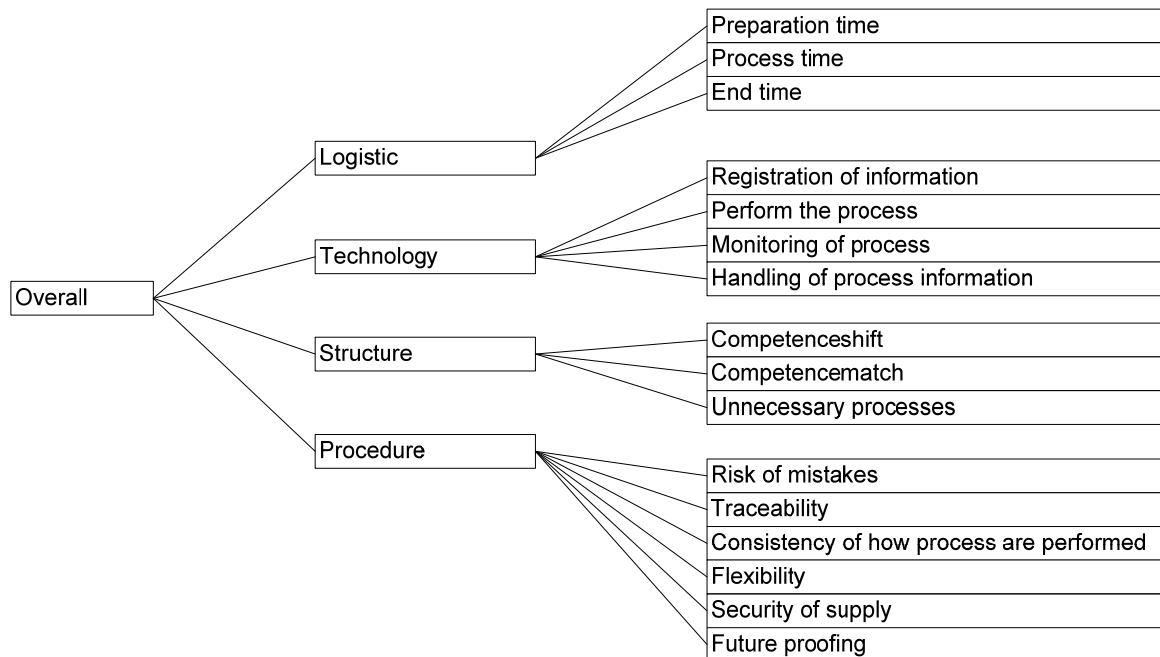 Overall
Logistic
Preparation time
Process time
End time
Technology
Registration of information
Perform the process
Monitoring of process
Handling of process information
Structure
Competenceshift
Competencematch
Unnecessary processes
Procedure
Risk of mistakes
Traceability
Consistency of how process are performed
Flexibility
Security of supply
Future proofing